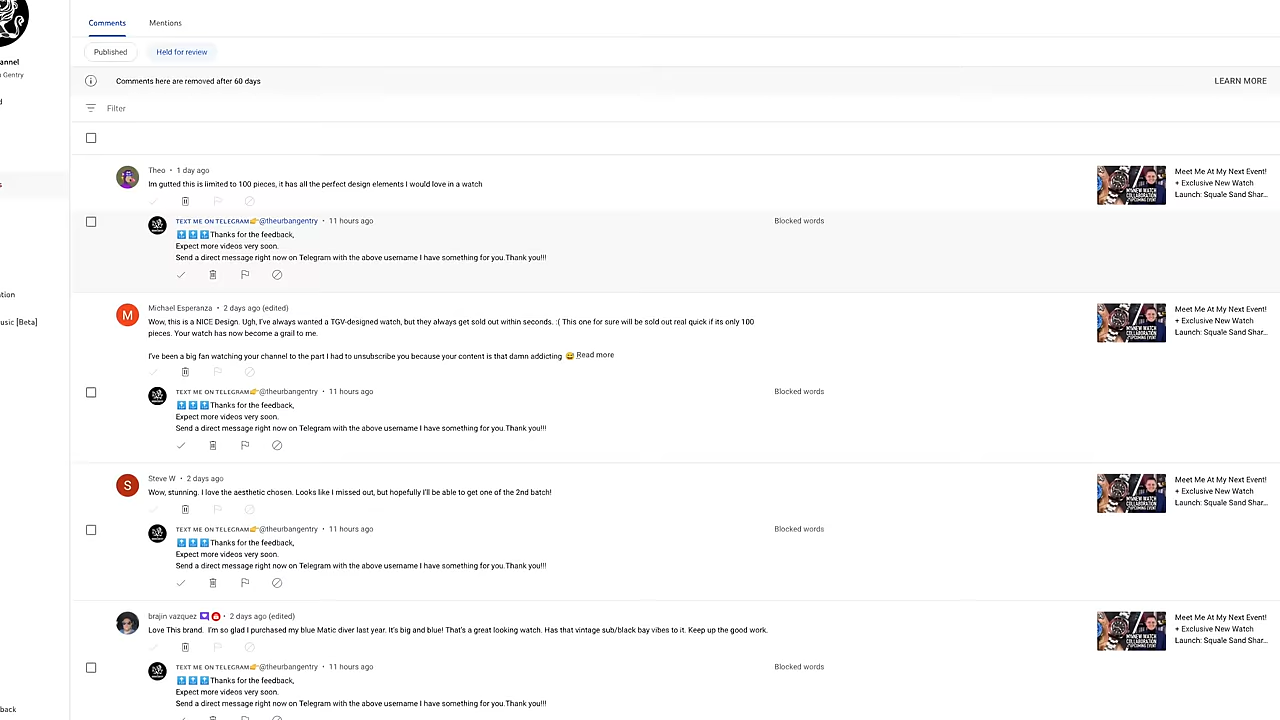 Comments Mentions
annel
n Gentry
Published Held for review
Comments here are removed after 60 days LEARN MORE
d
Filter
s
Theo • 1 day ago
Im gutted this is limited to 100 pieces, it has all the perfect design elements I would love in a watch
Meet Me At My Next Event!
+ Exclusive New Watch
Launch: Squale Sand Shar...
ᴛᴇxᴛ ᴍᴇ ᴏɴ ᴛᴇʟᴇɢʀᴀᴍ👉@theurbangentry • 11 hours ago Blocked words
⬆️⬆️⬆️Thanks for the feedback,
Expect more videos very soon.
Send a direct message right now on Telegram with the above username I have something for you.Thank you!!!
ation
usic [Beta]
M
Michael Esperanza • 2 days ago (edited)
Wow, this is a NICE Design. Ugh, I've always wanted a TGV-designed watch, but they always get sold out within seconds. :( This one for sure will be sold out real quick if its only 100
pieces. Your watch has now become a grail to me.
I've been a big fan watching your channel to the part I had to unsubscribe you because your content is that damn addicting 😅 Read more
Meet Me At My Next Event!
+ Exclusive New Watch
Launch: Squale Sand Shar...
ᴛᴇxᴛ ᴍᴇ ᴏɴ ᴛᴇʟᴇɢʀᴀᴍ👉@theurbangentry • 11 hours ago Blocked words
⬆️⬆️⬆️Thanks for the feedback,
Expect more videos very soon.
Send a direct message right now on Telegram with the above username I have something for you.Thank you!!!
S
Steve W • 2 days ago
Wow, stunning. I love the aesthetic chosen. Looks like I missed out, but hopefully I'll be able to get one of the 2nd batch!
Meet Me At My Next Event!
+ Exclusive New Watch
Launch: Squale Sand Shar...
ᴛᴇxᴛ ᴍᴇ ᴏɴ ᴛᴇʟᴇɢʀᴀᴍ👉@theurbangentry • 11 hours ago Blocked words
⬆️⬆️⬆️Thanks for the feedback,
Expect more videos very soon.
Send a direct message right now on Telegram with the above username I have something for you.Thank you!!!
brajin vazquez • 2 days ago (edited)
Love This brand. I'm so glad I purchased my blue Matic diver last year. It's big and blue! That's a great looking watch. Has that vintage sub/black bay vibes to it. Keep up the good work.
Meet Me At My Next Event!
+ Exclusive New Watch
Launch: Squale Sand Shar...
ᴛᴇxᴛ ᴍᴇ ᴏɴ ᴛᴇʟᴇɢʀᴀᴍ👉@theurbangentry • 11 hours ago Blocked words
⬆️⬆️⬆️Thanks for the feedback,
Expect more videos very soon.
Send a direct message right now on Telegram with the above username I have something for you.Thank you!!!
back